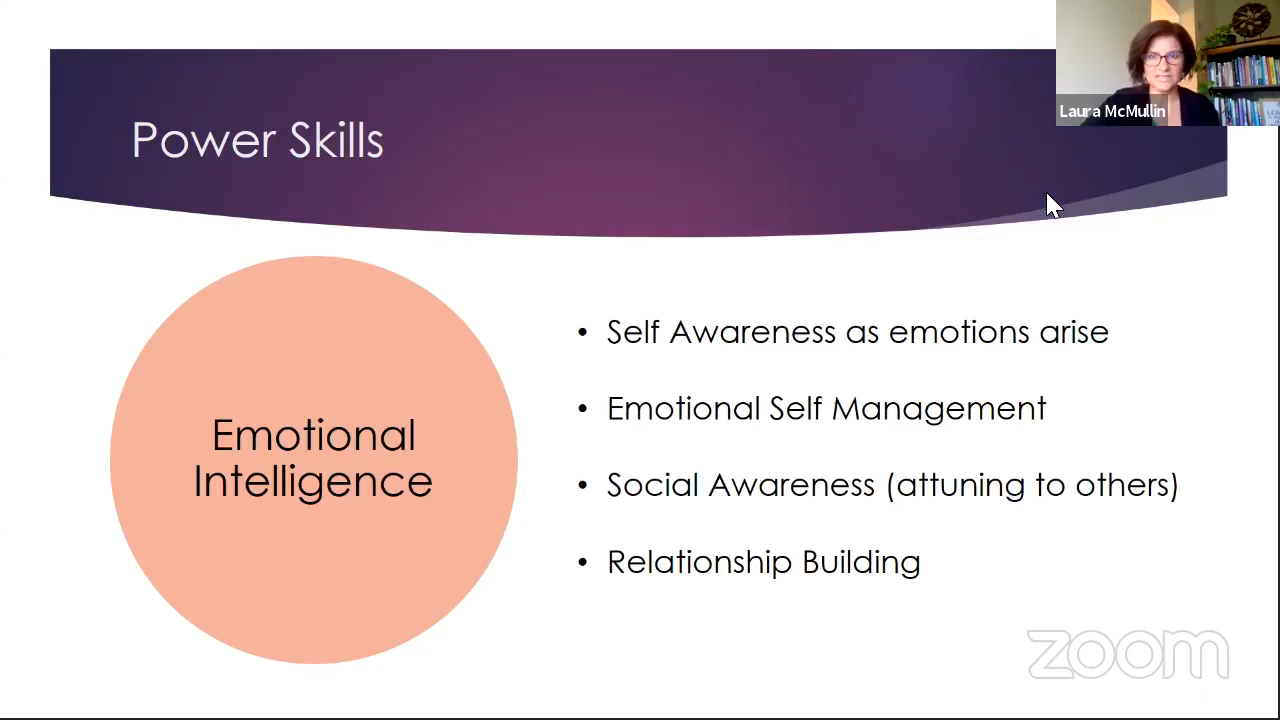 Laura McMullin
Power Skills
Emotional
Intelligence
• Self Awareness as emotions arise
• Emotional Self Management
• Social Awareness (attuning to others)
• Relationship Building
zoom